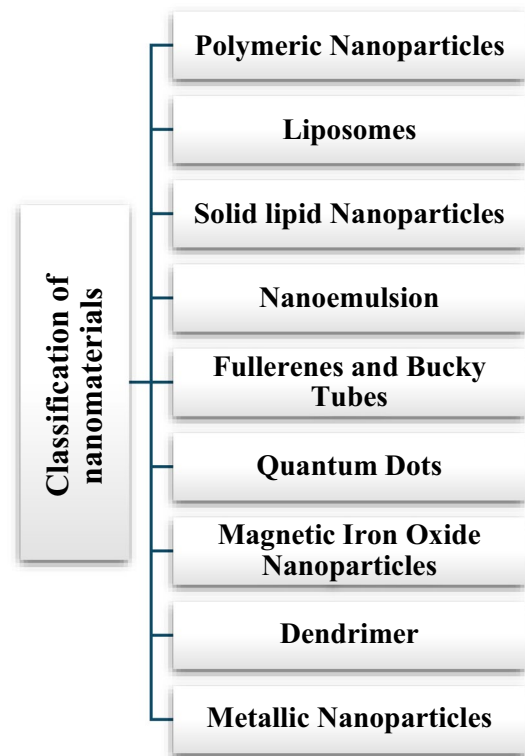 Classification of
nanomaterials
Polymeric Nanoparticles
Liposomes
Solid lipid Nanoparticles
Nanoemulsion
Fullerenes and Bucky
Tubes
Quantum Dots
Magnetic Iron Oxide
Nanoparticles
Dendrimer
Metallic Nanoparticles